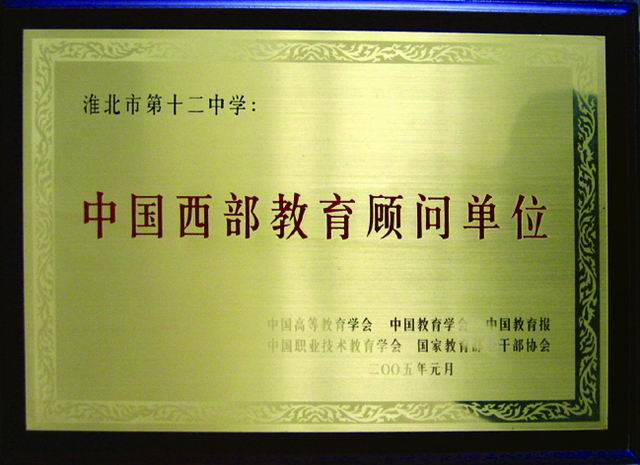 淮北市第十二中学:
中国西部教育顾问单位
中国高等教育学会 中国教育学会 中国教育报
中国职业技术教育学会 国家教育 干部协会
二〇〇五年元月